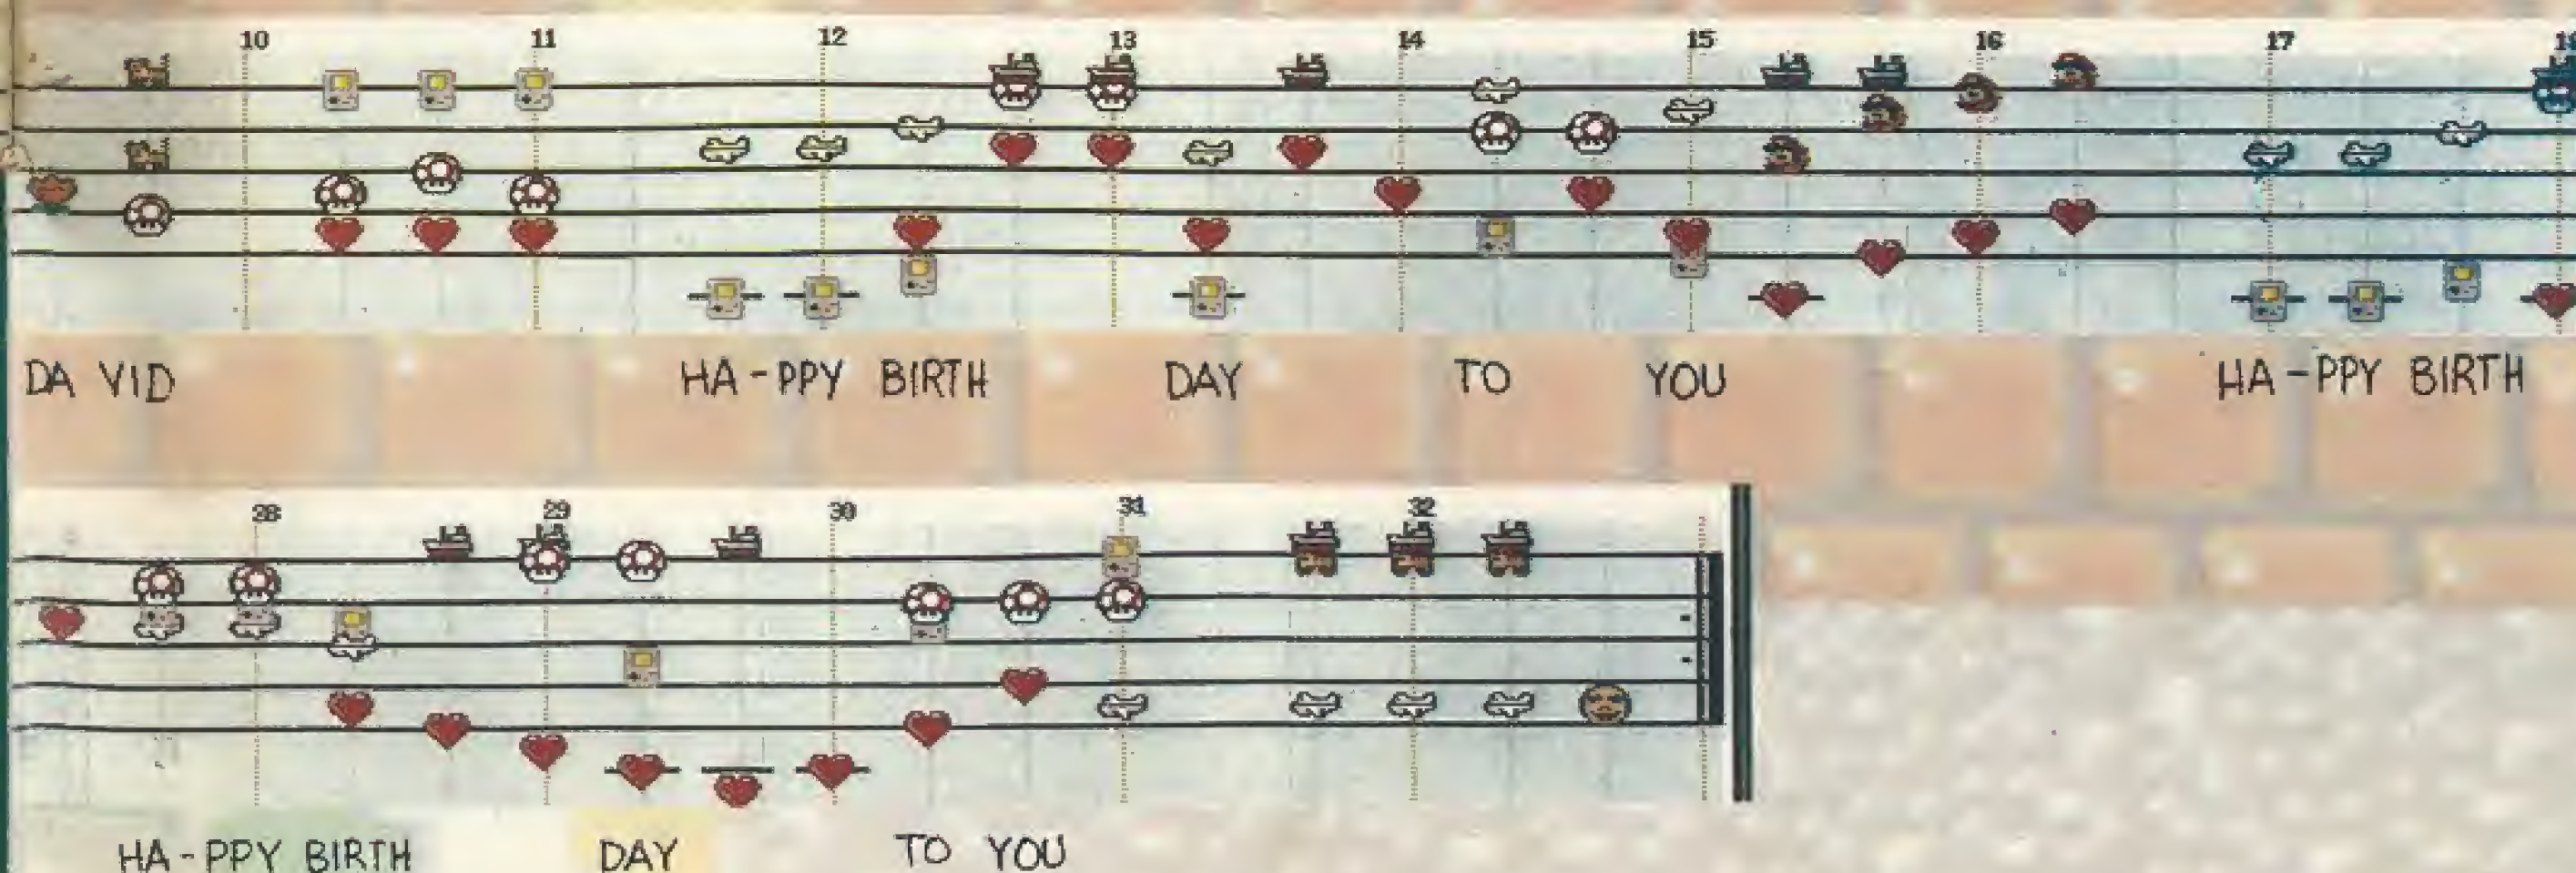 10 11 12 13 14 15 16 17
DA VID HA-PPY BIRTH DAY TO YOU HA-PPY BIRTH
28 29 30 31 32
HA-PPY BIRTH DAY TO YOU